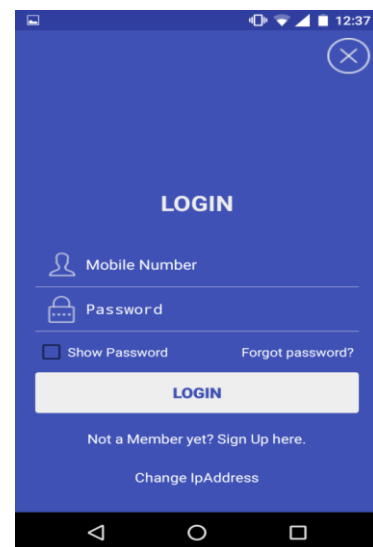 12:37
LOGIN
Mobile Number
Password
Show Password Forgot password?
LOGIN
Not a Member yet? Sign Up here.
Change IpAddress